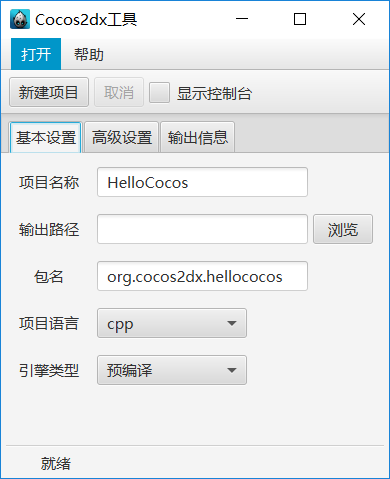 Cocos2dx工具
打开 帮助
新建项目 取消 显示控制台
基本设置 高级设置 输出信息
项目名称 HelloCocos
输出路径 浏览
包名 org.cocos2dx.hellococos
项目语言 cpp
引擎类型 预编译
就绪